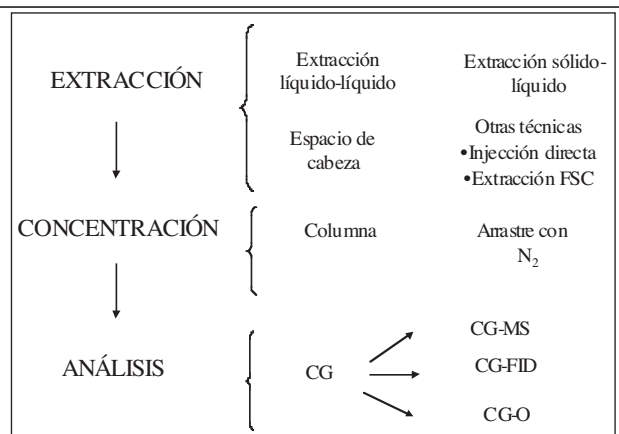 EXTRACCIÓN
Extracción
líquido-líquido
Extracción sólido-
líquido
Espacio de
cabeza
Otras técnicas
•Injección directa
•Extracción FSC
CONCENTRACIÓN
Columna
Arrastre con
N₂
ANÁLISIS
CG
CG-MS
CG-FID
CG-O